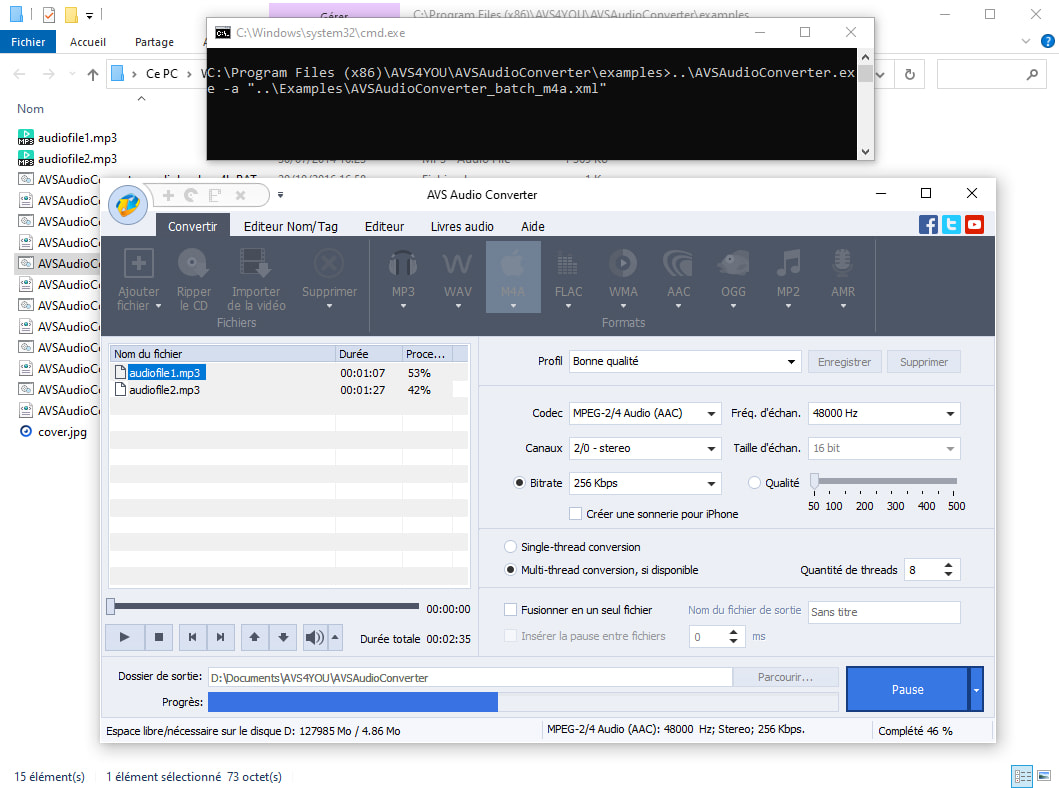 Gérer
C:\Program Files (x86)\AVS4YOU\AVSAudioConverter\examples
Fichier
Accueil
Partage
Ce PC
C:\Windows\system32\cmd.exe
C:\Program Files (x86)\AVS4YOU\AVSAudioConverter\examples>..\AVSAudioConverter.ex
e -a "..\Examples\AVSAudioConverter_batch_m4a.xml"
Nom
audiofile1.mp3
audiofile2.mp3
AVSAudioCo
AVSAudioCo
AVSAudioCo
AVSAudioCo
AVSAudioCo
AVSAudioCo
AVSAudioCo
AVSAudioCo
AVSAudioCo
AVSAudioCo
AVSAudioCo
AVSAudioCo
cover.jpg
AVS Audio Converter
Convertir
Editeur Nom/Tag
Editeur
Livres audio
Aide
Ajouter fichier
Ripper le CD
Importer de la vidéo
Supprimer
Fichiers
MP3
WAV
M4A
FLAC
WMA
AAC
OGG
MP2
AMR
Formats
Nom du fichier Durée Proce...
audiofile1.mp3 00:01:07 53%
audiofile2.mp3 00:01:27 42%
00:00:00
Durée totale 00:02:35
Profil Bonne qualité Enregistrer Supprimer
Codec MPEG-2/4 Audio (AAC) Fréq. d'échan. 48000 Hz
Canaux 2/0 - stereo Taille d'échan. 16 bit
Bitrate 256 Kbps Qualité
50 100 200 300 400 500
Créer une sonnerie pour iPhone
Single-thread conversion
Multi-thread conversion, si disponible Quantité de threads 8
Fusionner en un seul fichier Nom du fichier de sortie Sans titre
Insérer la pause entre fichiers 0 ms
Dossier de sortie: D:\Documents\AVS4YOU\AVSAudioConverter Parcourir...
Progrès:
Pause
Espace libre/nécessaire sur le disque D: 127985 Mo / 4.86 Mo
MPEG-2/4 Audio (AAC): 48000 Hz; Stereo; 256 Kbps.
Complété 46 %
15 élément(s) 1 élément sélectionné 73 octet(s)